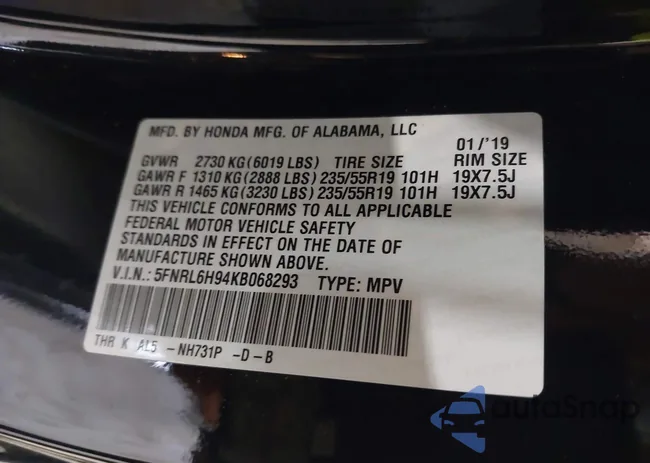 MFD. BY HONDA MFG. OF ALABAMA, LLC 01/'19
GVWR 2730 KG (6019 LBS) TIRE SIZE RIM SIZE
GAWR F 1310 KG (2888 LBS) 235/55R19 101H 19X7.5J
GAWR R 1465 KG (3230 LBS) 235/55R19 101H 19X7.5J
THIS VEHICLE CONFORMS TO ALL APPLICABLE
FEDERAL MOTOR VEHICLE SAFETY
STANDARDS IN EFFECT ON THE DATE OF
MANUFACTURE SHOWN ABOVE.
V.I.N.: 5FNRL6H94KB068293 TYPE: MPV
THR K AL5 -NH731P -D-B
autoSnap